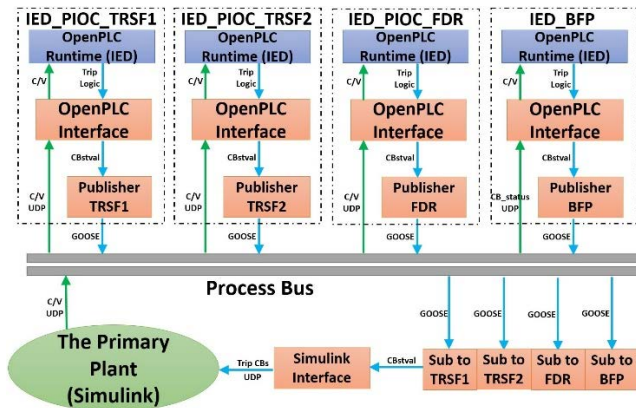 IED_PIOC_TRSF1
IED_PIOC_TRSF2
IED_PIOC_FDR
IED_BFP
OpenPLC
Runtime (IED)
OpenPLC
Runtime (IED)
OpenPLC
Runtime (IED)
OpenPLC
Runtime (IED)
C/V
Trip
Logic
C/V
Trip
Logic
C/V
Trip
Logic
C/V
Trip
Logic
OpenPLC
Interface
OpenPLC
Interface
OpenPLC
Interface
OpenPLC
Interface
CBstval
CBstval
CBstval
CBstval
C/V
UDP
Publisher
TRSF1
C/V
UDP
Publisher
TRSF2
C/V
UDP
Publisher
FDR
CB_status
UDP
Publisher
BFP
GOOSE
GOOSE
GOOSE
GOOSE
Process Bus
C/V
UDP
GOOSE
GOOSE
GOOSE
GOOSE
The Primary
Plant
(Simulink)
Trip CBs
UDP
Simulink
Interface
CBstval
Sub to
TRSF1
Sub to
TRSF2
Sub to
FDR
Sub to
BFP